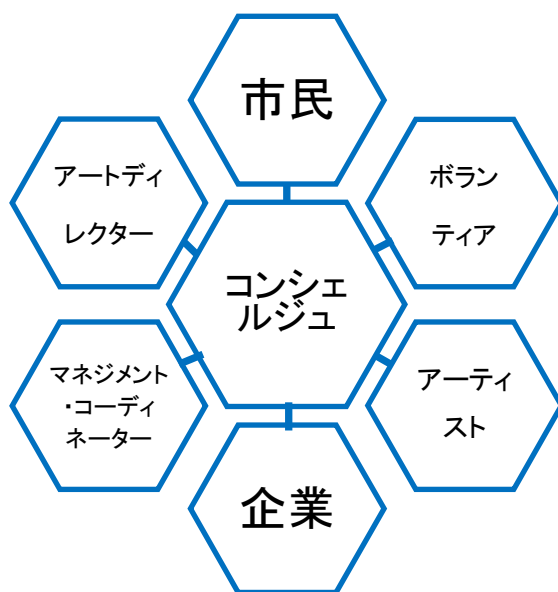 市民
アートディ
レクター
ボラン
ティア
コンシェ
ルジュ
マネジメント
・コーディ
ネーター
アーティ
スト
企業